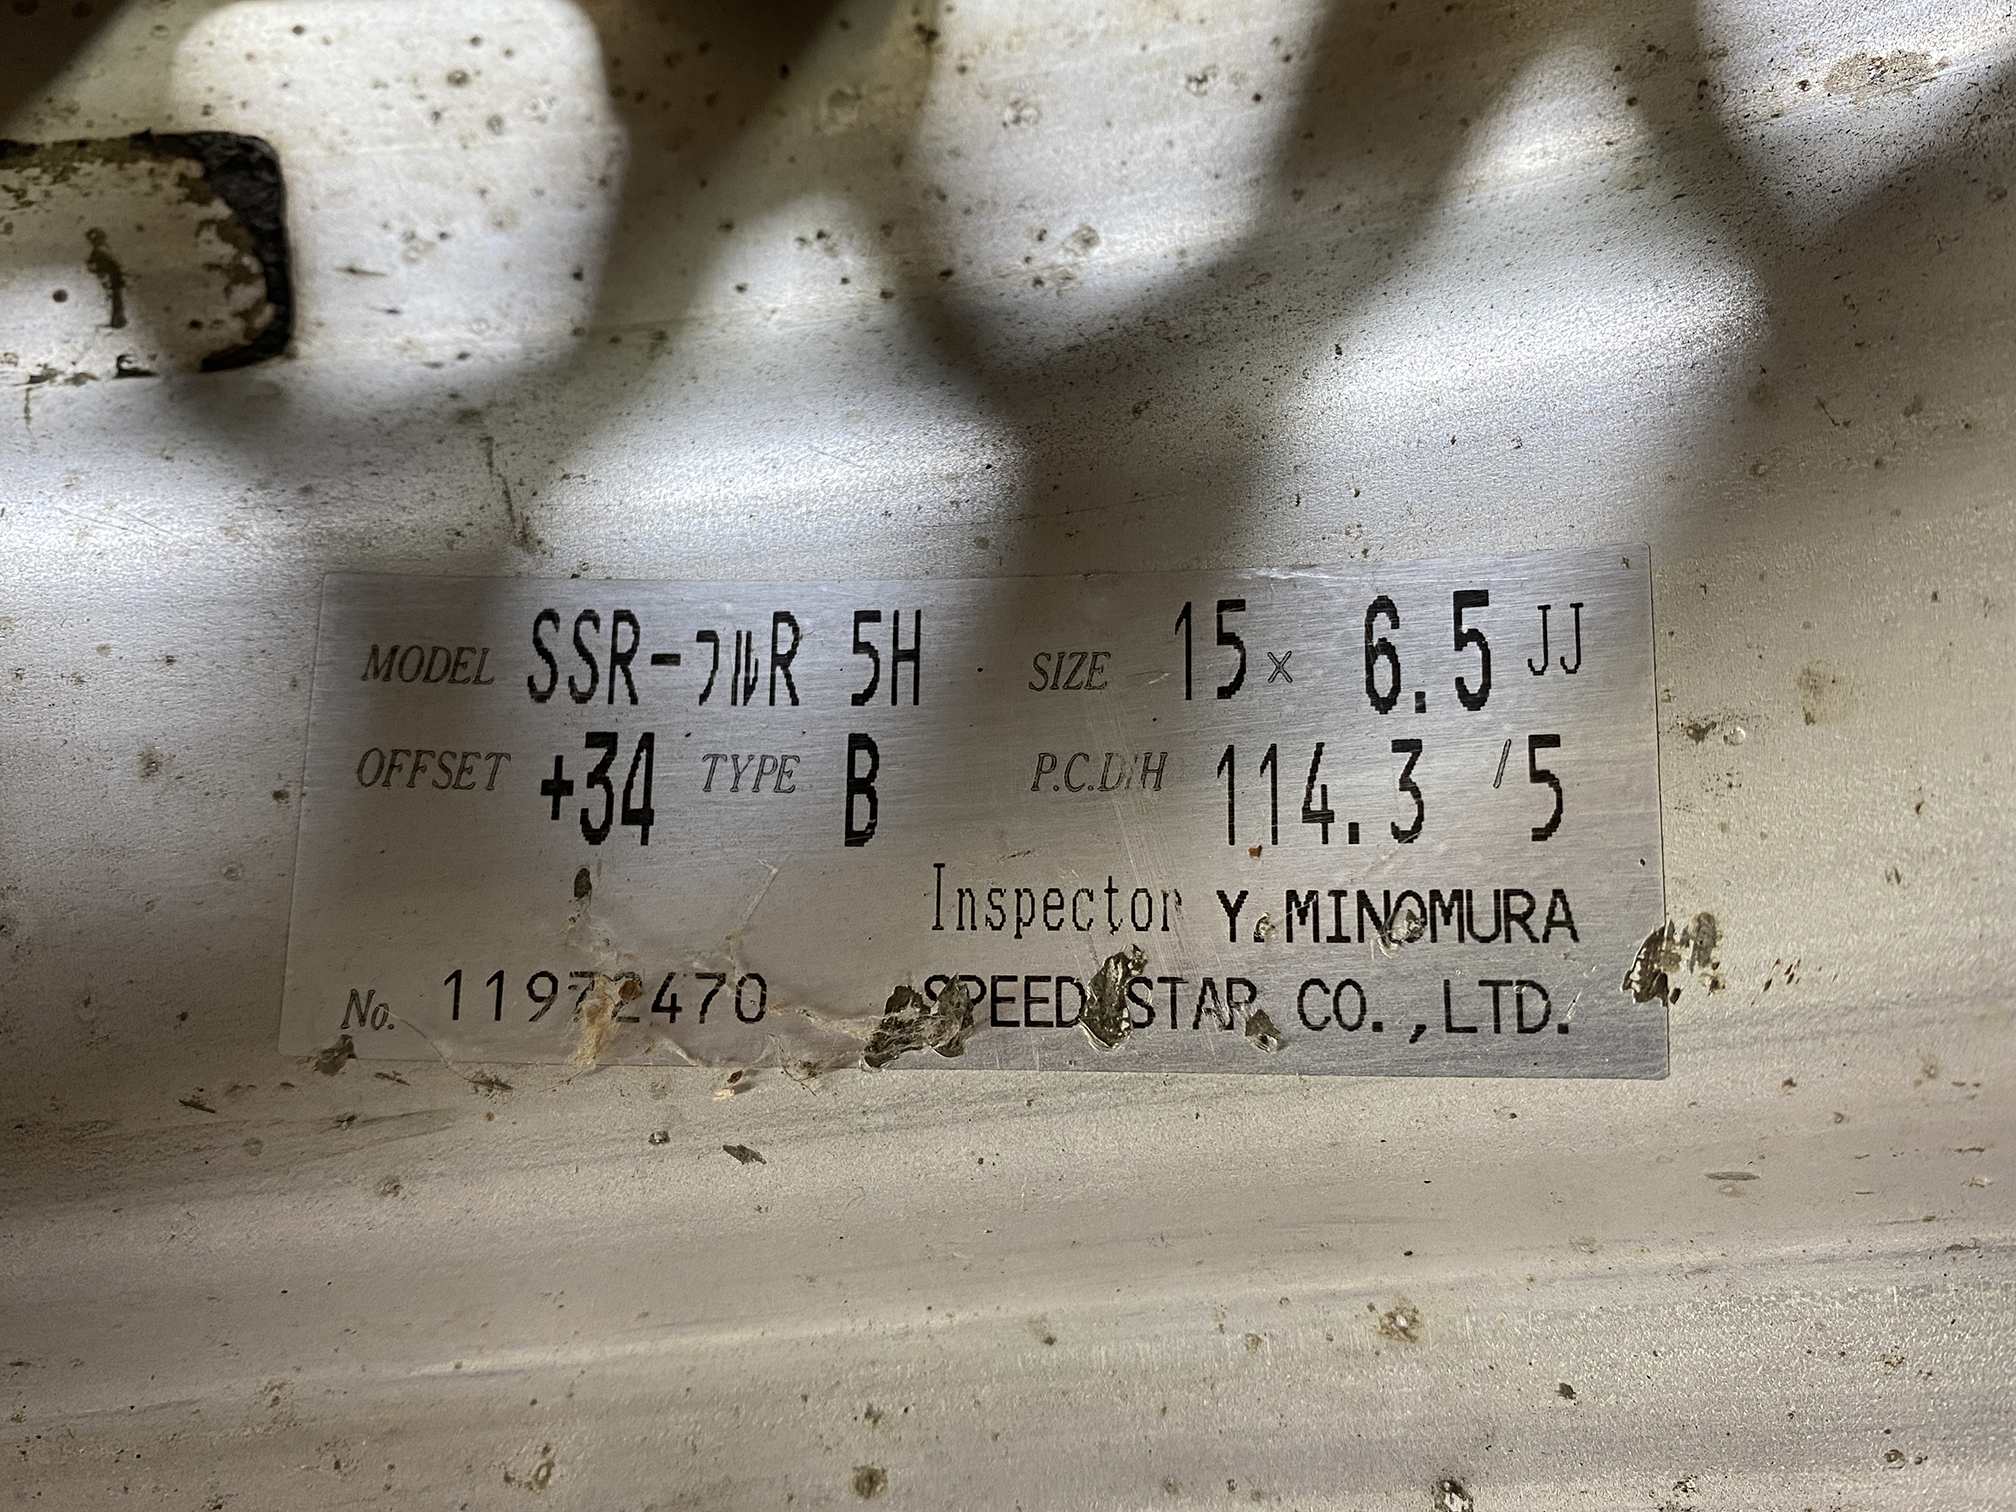 MODEL SSR-フルR 5H SIZE 15 x 6.5 JJ
OFFSET +34 TYPE B P.C.D/H 114.3 /5
Inspector Y.MINOMURA
No. 11972470 SPEED STAR CO.,LTD.